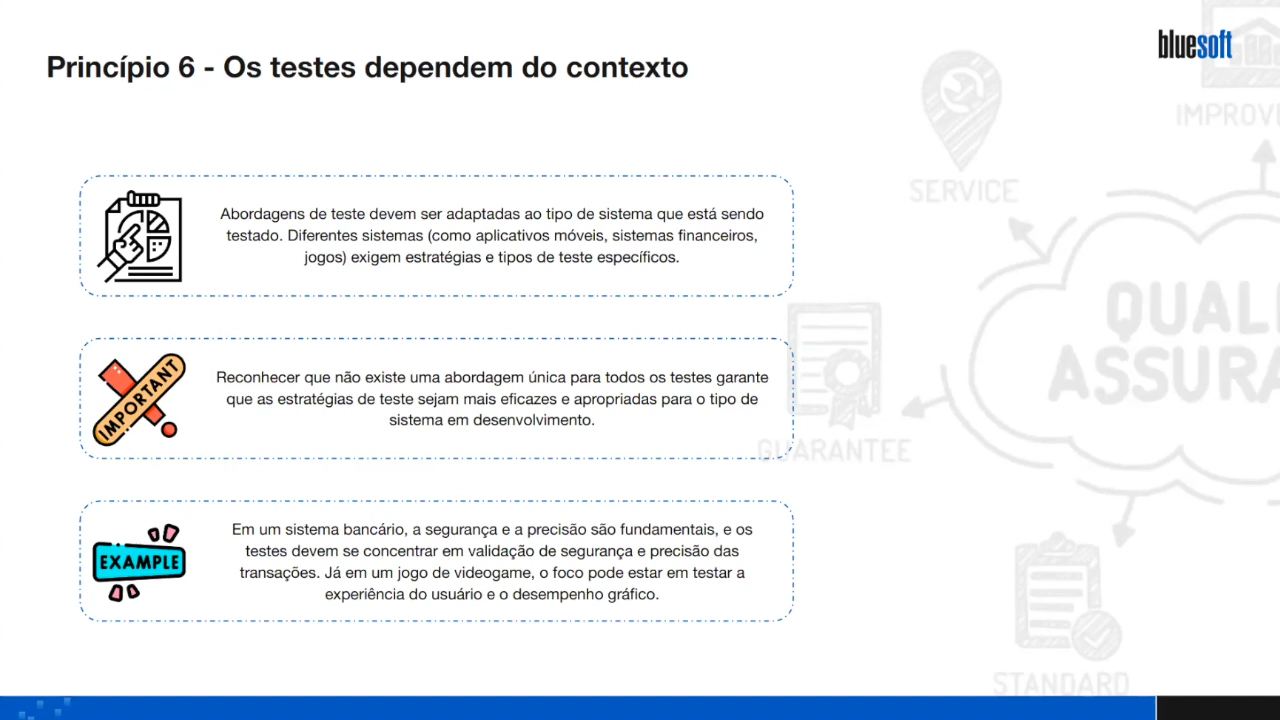 Princípio 6 - Os testes dependem do contexto
bluesoft
Abordagens de teste devem ser adaptadas ao tipo de sistema que está sendo
testado. Diferentes sistemas (como aplicativos móveis, sistemas financeiros,
jogos) exigem estratégias e tipos de teste específicos.
IMPORTANT
Reconhecer que não existe uma abordagem única para todos os testes garante
que as estratégias de teste sejam mais eficazes e apropriadas para o tipo de
sistema em desenvolvimento.
EXAMPLE
Em um sistema bancário, a segurança e a precisão são fundamentais, e os
testes devem se concentrar em validação de segurança e precisão das
transações. Já em um jogo de videogame, o foco pode estar em testar a
experiência do usuário e o desempenho gráfico.
IMPROVE
SERVICE
QUAL
ASSURA
GUARANTEE
STANDARD